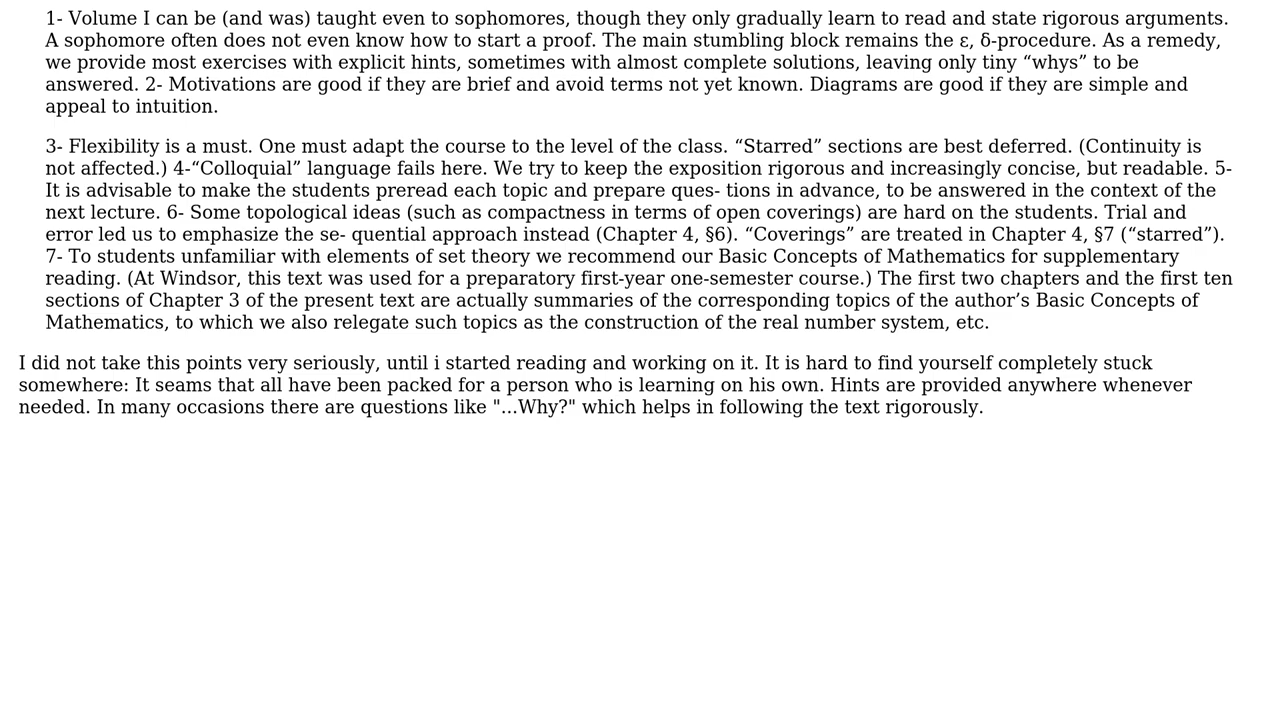 1- Volume I can be (and was) taught even to sophomores, though they only gradually learn to read and state rigorous arguments.
A sophomore often does not even know how to start a proof. The main stumbling block remains the ε, δ-procedure. As a remedy,
we provide most exercises with explicit hints, sometimes with almost complete solutions, leaving only tiny “whys” to be
answered. 2- Motivations are good if they are brief and avoid terms not yet known. Diagrams are good if they are simple and
appeal to intuition.
3- Flexibility is a must. One must adapt the course to the level of the class. “Starred” sections are best deferred. (Continuity is
not affected.) 4-“Colloquial” language fails here. We try to keep the exposition rigorous and increasingly concise, but readable. 5-
It is advisable to make the students preread each topic and prepare ques- tions in advance, to be answered in the context of the
next lecture. 6- Some topological ideas (such as compactness in terms of open coverings) are hard on the students. Trial and
error led us to emphasize the se- quential approach instead (Chapter 4, §6). “Coverings” are treated in Chapter 4, §7 (“starred”).
7- To students unfamiliar with elements of set theory we recommend our Basic Concepts of Mathematics for supplementary
reading. (At Windsor, this text was used for a preparatory first-year one-semester course.) The first two chapters and the first ten
sections of Chapter 3 of the present text are actually summaries of the corresponding topics of the author’s Basic Concepts of
Mathematics, to which we also relegate such topics as the construction of the real number system, etc.
I did not take this points very seriously, until i started reading and working on it. It is hard to find yourself completely stuck
somewhere: It seams that all have been packed for a person who is learning on his own. Hints are provided anywhere whenever
needed. In many occasions there are questions like "...Why?" which helps in following the text rigorously.